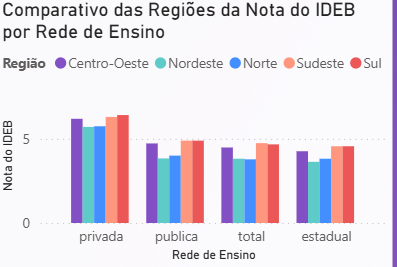 Comparativo das Regiões da Nota do IDEB
por Rede de Ensino
Região Centro-Oeste Nordeste Norte Sudeste Sul
Nota do IDEB
5
0
privada publica total estadual
Rede de Ensino